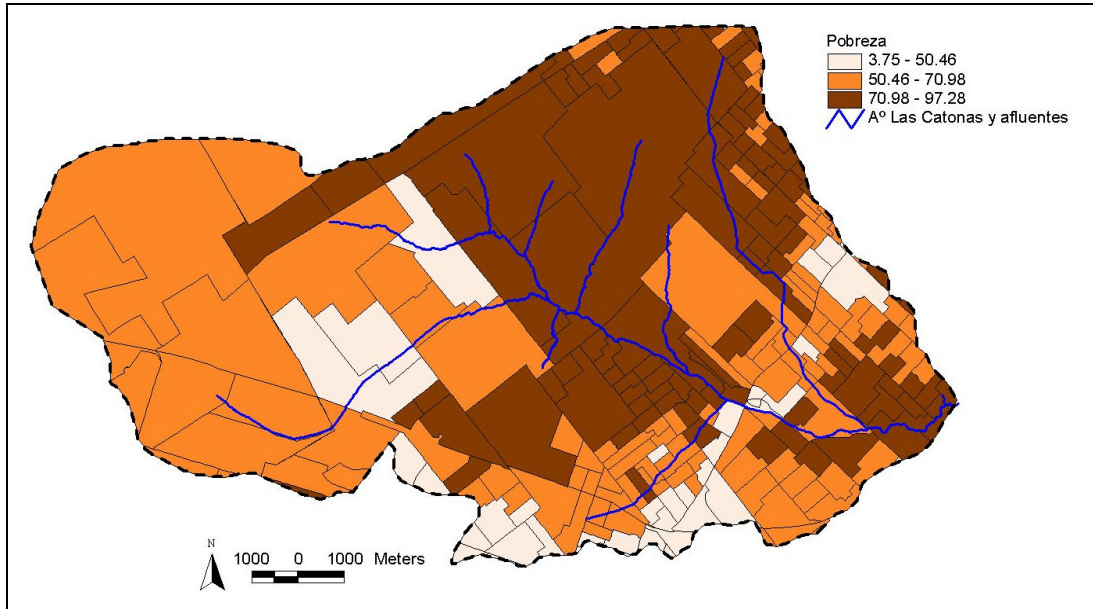 Pobreza
3.75 - 50.46
50.46 - 70.98
70.98 - 97.28
Aº Las Catonas y afluentes
N
1000 0 1000 Meters